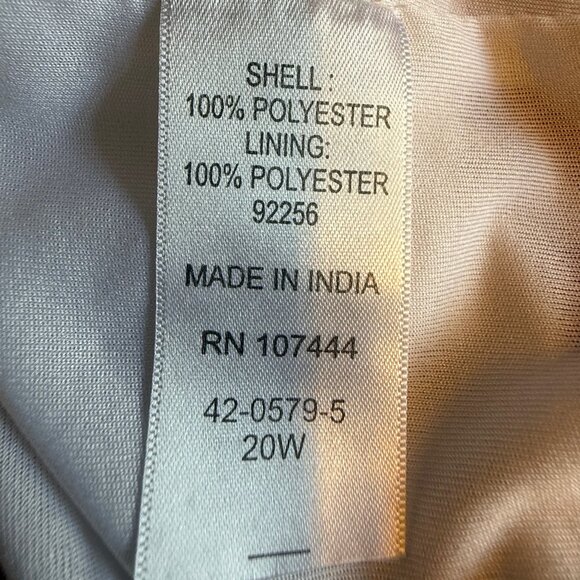 SHELL :
100% POLYESTER
LINING:
100% POLYESTER
92256
MADE IN INDIA
RN 107444
42-0579-5
20W